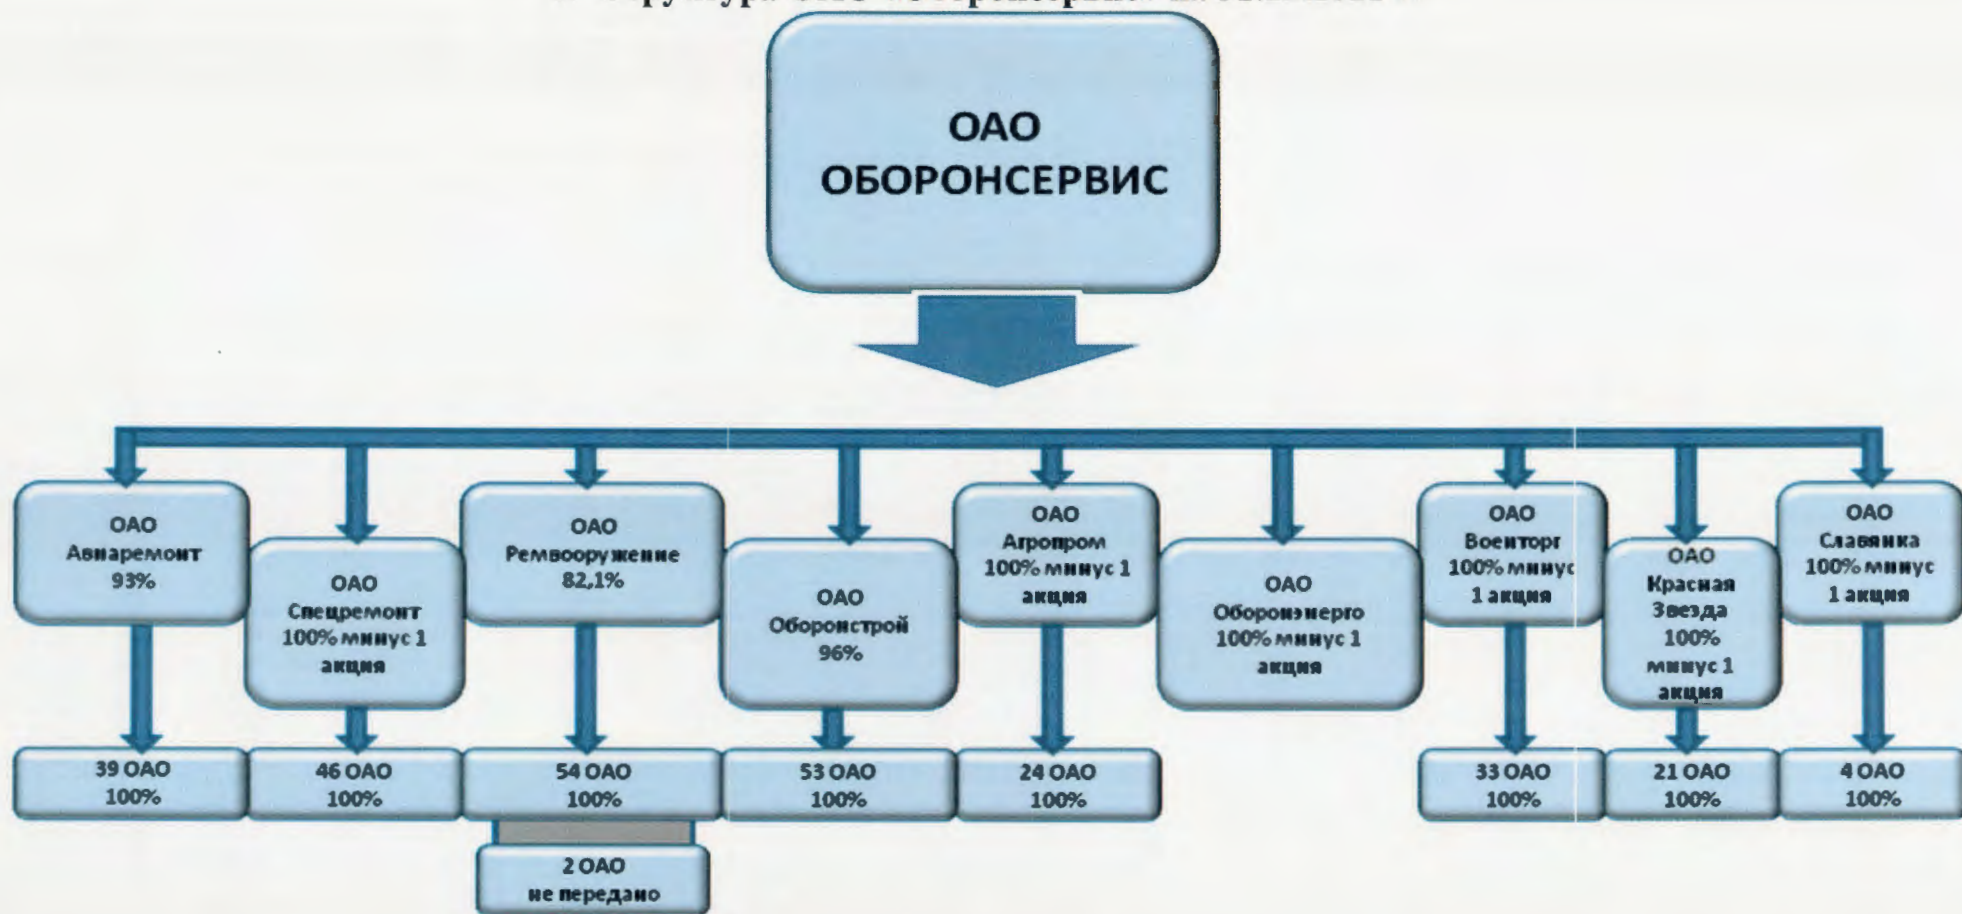 ОАО
ОБОРОНСЕРВИС
ОАО
Авиаремонт
93%
ОАО
Спецремонт
100% минус 1
акция
ОАО
Ремвооружение
82,1%
ОАО
Оборонстрой
96%
ОАО
Агропром
100% минус 1
акция
ОАО
Оборонэнерго
100% минус 1
акция
ОАО
Военторг
100% минус
1 акция
ОАО
Красная
Звезда
100%
минус 1
акция
ОАО
Славянка
100% минус
1 акция
39 ОАО
100%
46 ОАО
100%
54 ОАО
100%
53 ОАО
100%
24 ОАО
100%
33 ОАО
100%
21 ОАО
100%
4 ОАО
100%
2 ОАО
не передано